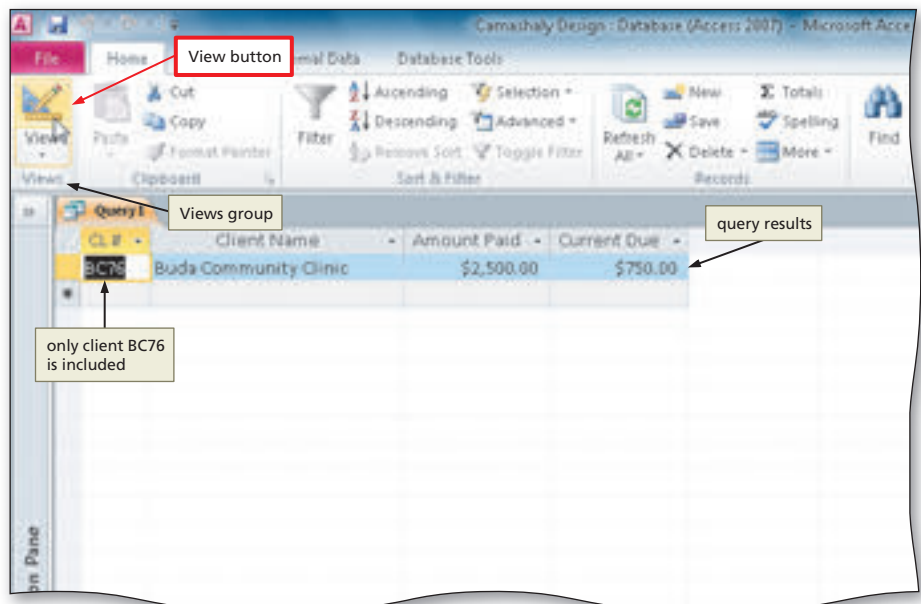 Camashaly Design : Database (Access 2007) - Microsoft Acce
File Home View button ernal Data Database Tools
View Paste Cut Copy Format Painter
Filter Ascending Descending Remove Sort Selection Advanced Toggle Filter
Refresh All New Save Delete Totals Spelling More
Find
Views Clipboard Sort & Filter Records
Query1 Views group
query results
CL # Client Name Amount Paid Current Due
BC76 Buda Community Clinic $2,500.00 $750.00
only client BC76
is included
on Pane